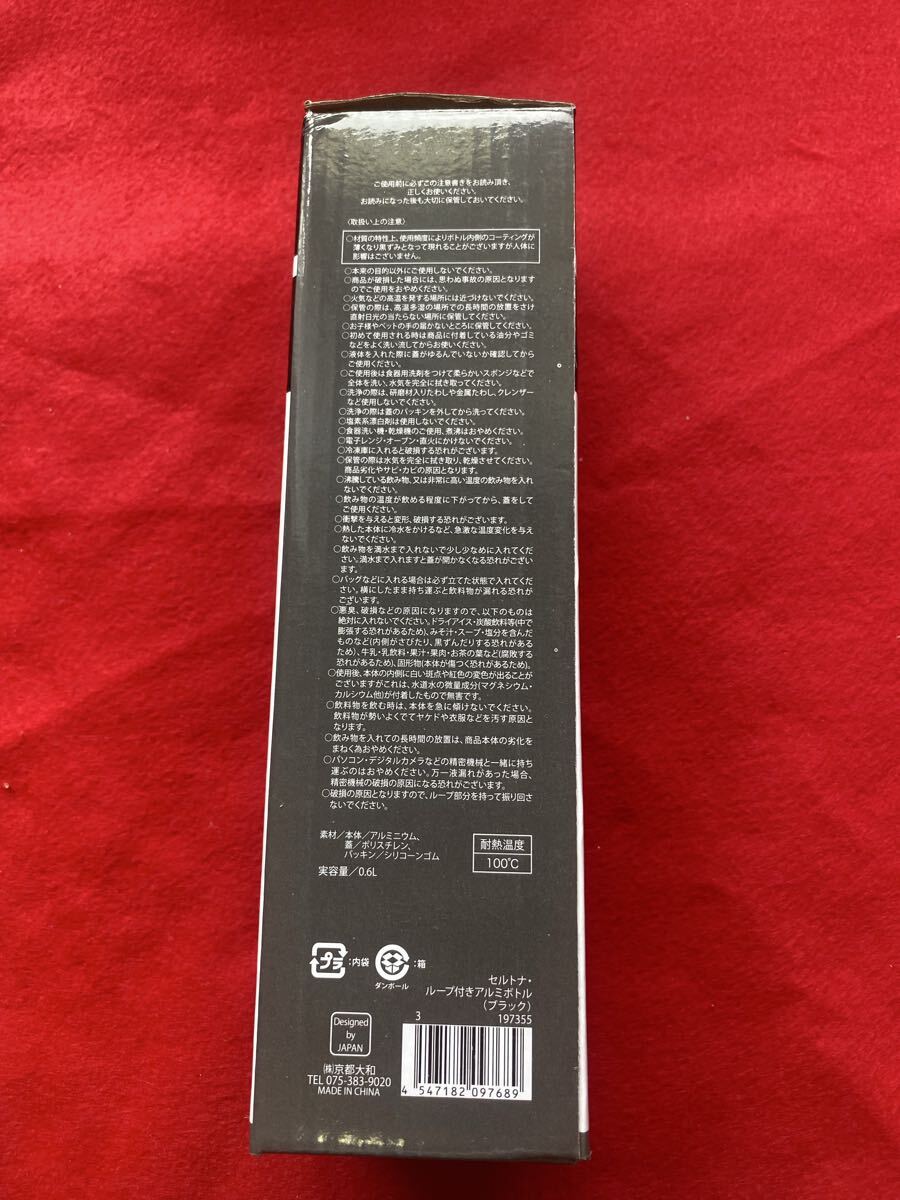 ご使用前に必ずこの注意書きをお読み頂き、
正しくお使いください。
お読みになった後も大切に保管しておいてください。
〈取扱い上の注意〉
○材質の特性上、使用頻度によりボトル内側のコーティングが
薄くなり黒ずみとなって現れることがございますが人体に
影響はございません。
○本来の目的以外にご使用しないでください。
○商品が破損した場合には、思わぬ事故の原因となります
のでご使用をおやめください。
○火気などの高温を発する場所には近づけないでください。
○保管の際は、高温多湿の場所での長時間の放置をさけ
直射日光の当たらない場所に保管してください。
○お子様やペットの手の届かないところに保管してください。
○初めて使用される時は商品に付着している油分やゴミ
などをよく洗い流してからお使いください。
○液体を入れた際に蓋がゆるんでいないか確認してから
ご使用ください。
○ご使用後は食器用洗剤をつけて柔らかいスポンジなどで
全体を洗い、水気を完全に拭き取ってください。
○洗浄の際は、研磨材入りたわしや金属たわし、クレンザー
など使用しないでください。
○洗浄の際は蓋のパッキンを外してから洗ってください。
○塩素系漂白剤は使用しないでください。
○食器洗い機・乾燥機のご使用、煮沸はおやめください。
○電子レンジ・オーブン・直火にかけないでください。
○冷凍庫に入れると破損する恐れがございます。
○保管の際は水気を完全に拭き取り、乾燥させてください。
商品劣化やサビ・カビの原因となります。
○沸騰している飲み物、又は非常に高い温度の飲み物を入れ
ないでください。
○飲み物の温度が飲める程度に下がってから、蓋をして
ご使用ください。
○衝撃を与えると変形、破損する恐れがございます。
○熱した本体に冷水をかけるなど、急激な温度変化を与え
ないでください。
○飲み物を満水まで入れないで少し少なめに入れてくだ
さい。満水まで入れますと蓋が開かなくなる恐れがござい
ます。
○バッグなどに入れる場合は必ず立てた状態で入れてくだ
さい。横にしたまま持ち運ぶと飲料物が漏れる恐れが
ございます。
○悪臭、破損などの原因になりますので、以下のものは
絶対に入れないでください。ドライアイス・炭酸飲料等(中で
膨張する恐れがあるため)、みそ汁・スープ・塩分を含んだ
ものなど(内側がさびたり、黒ずんだりする恐れがある
ため)、牛乳・乳飲料・果汁・果肉・お茶の葉など(腐敗する
恐れがあるため)、固形物(本体が傷つく恐れがあるため)。
○使用後、本体の内側に白い斑点や紅色の変色が出ることが
ございますがこれは、水道水の微量成分(マグネシウム・
カルシウム他)が付着したもので無害です。
○飲料物を飲む時は、本体を急に傾けないでください。
飲料物が勢いよくでてヤケドや衣服などを汚す原因と
なります。
○飲み物を入れての長時間の放置は、商品本体の劣化を
まねく為おやめください。
○パソコン・デジタルカメラなどの精密機械と一緒に持ち
運ぶのはおやめください。万一液漏れがあった場合、
精密機械の破損の原因になる恐れがございます。
○破損の原因となりますので、ループ部分を持って振り回さ
ないでください。
素材／本体／アルミニウム、
蓋／ポリスチレン、
パッキン／シリコーンゴム
実容量／0.6L
耐熱温度
100℃
プラ
:内袋
ダンボール
:箱
セルトナ・
ループ付きアルミボトル
(ブラック)
3
197355
Designed
by
JAPAN
㈱京都大和
TEL 075-383-9020
MADE IN CHINA
4 547182 097689